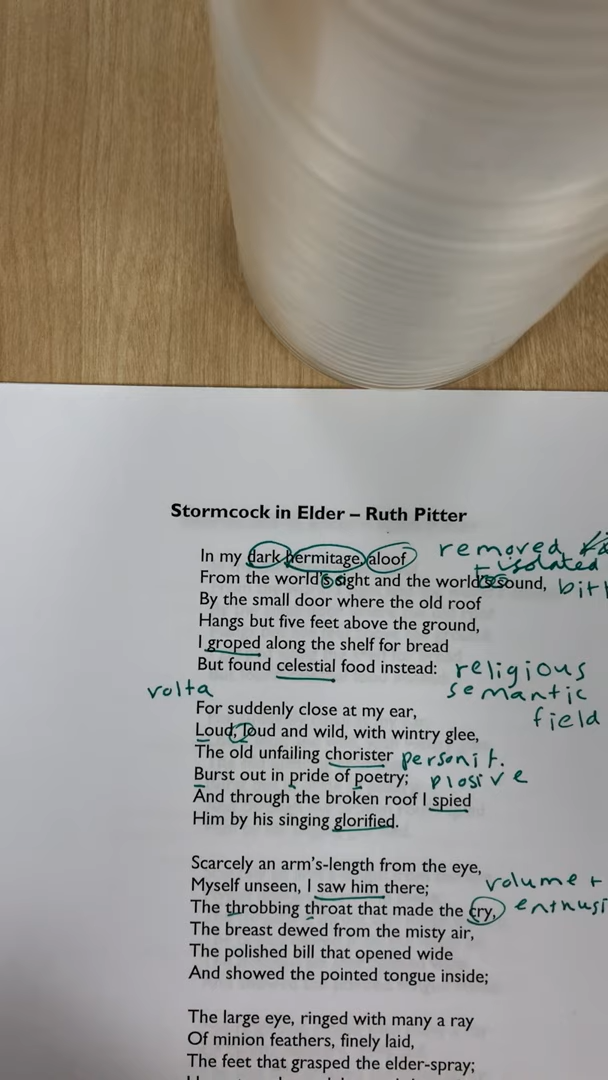 Stormcock in Elder – Ruth Pitter
In my dark hermitage, aloof removed
+ isolated
From the world's sight and the world's sound,
By the small door where the old roof
Hangs but five feet above the ground,
I groped along the shelf for bread
But found celestial food instead: religious
semantic
field
volta
For suddenly close at my ear,
Loud, loud and wild, with wintry glee,
The old unfailing chorister personif.
Burst out in pride of poetry; plosive
And through the broken roof I spied
Him by his singing glorified.
Scarcely an arm's-length from the eye,
Myself unseen, I saw him there; volume +
The throbbing throat that made the cry,
The breast dewed from the misty air,
The polished bill that opened wide
And showed the pointed tongue inside;
The large eye, ringed with many a ray
Of minion feathers, finely laid,
The feet that grasped the elder-spray;